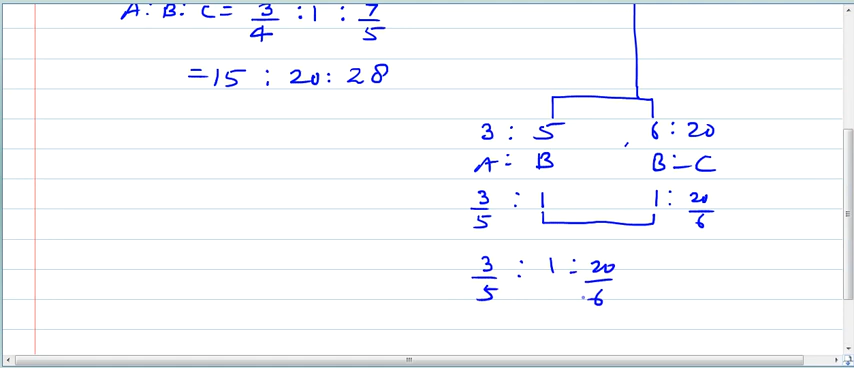 A : B : C = 3/4 : 1 : 7/5
= 15 : 20 : 28
3 : 5 , 6 : 20
A : B B : C
3/5 : 1 1 : 20/6
3/5 : 1 : 20/6